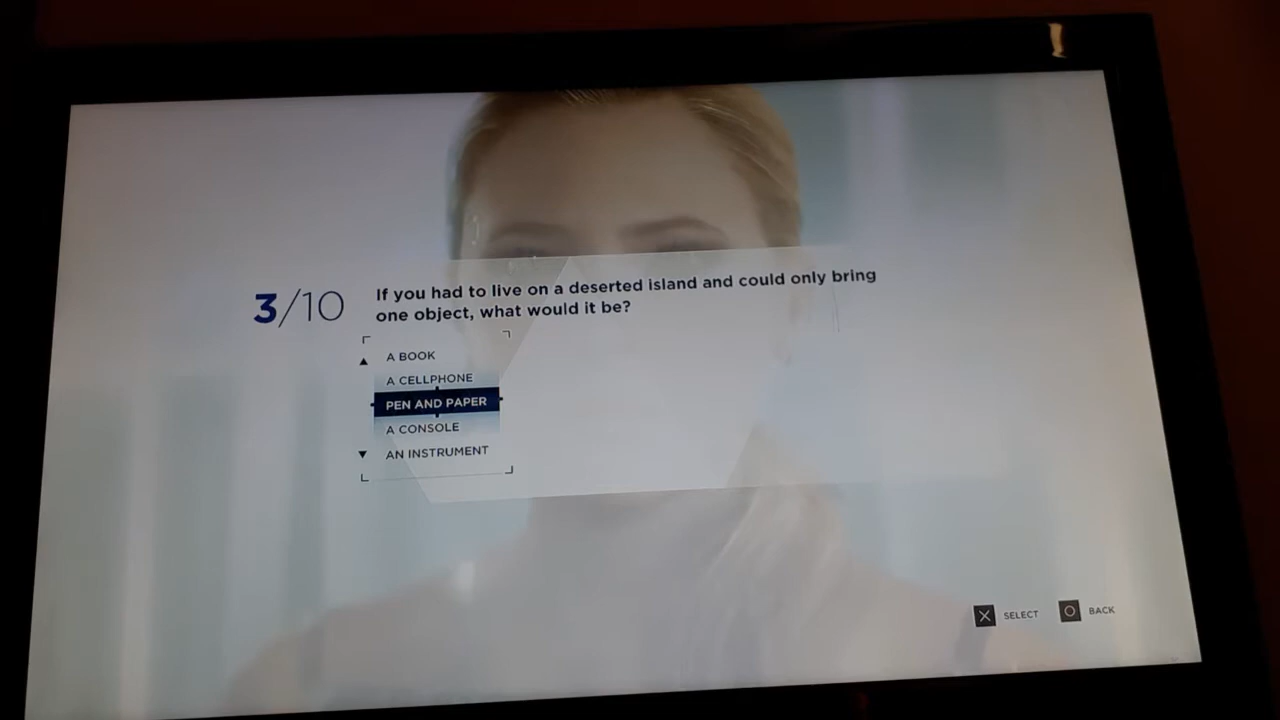 3/10
If you had to live on a deserted island and could only bring
one object, what would it be?
A BOOK
A CELLPHONE
PEN AND PAPER
A CONSOLE
AN INSTRUMENT
SELECT
BACK